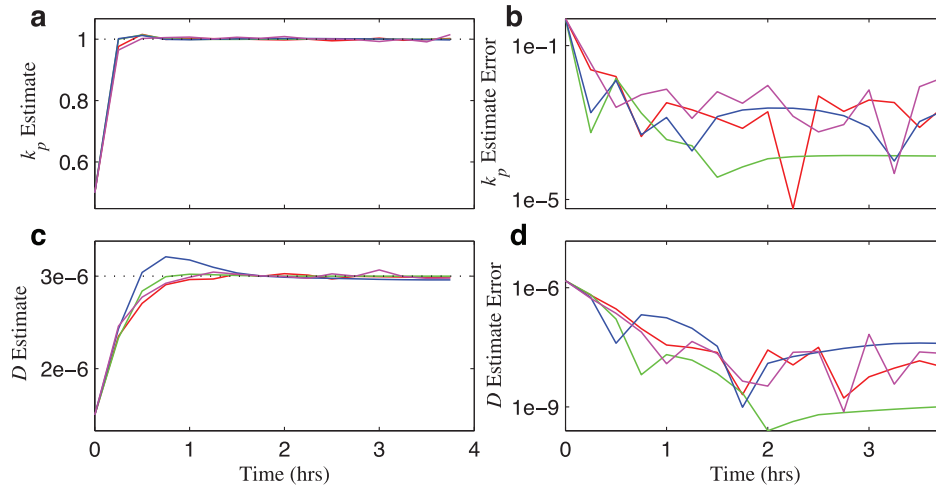 a
b
1
0.8
0.6
k_p Estimate
1e-1
1e-5
k_p Estimate Error
c
d
3e-6
2e-6
D Estimate
1e-6
1e-9
D Estimate Error
0 1 2 3 4
Time (hrs)
0 1 2 3
Time (hrs)